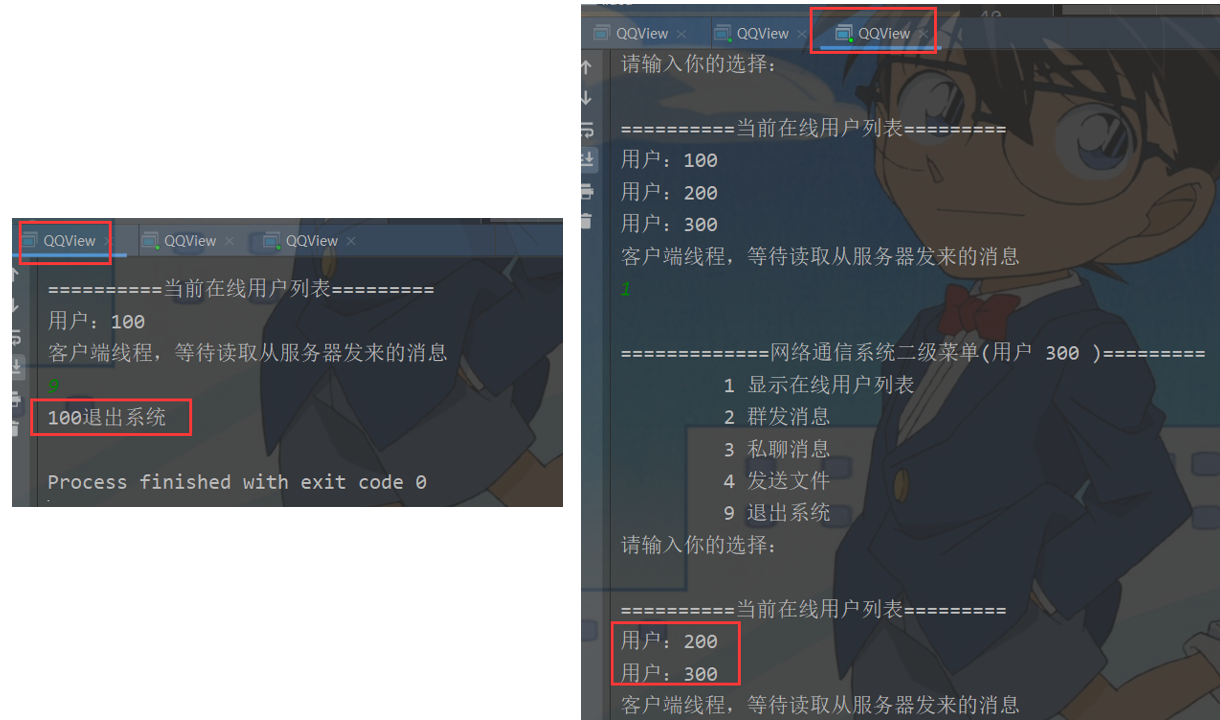 QQView × QQView × QQView ×
==========当前在线用户列表=========
用户：100
客户端线程，等待读取从服务器发来的消息
9
100退出系统
Process finished with exit code 0
QQView × QQView × QQView ×
请输入你的选择：
==========当前在线用户列表=========
用户：100
用户：200
用户：300
客户端线程，等待读取从服务器发来的消息
1
=============网络通信系统二级菜单(用户 300 )=========
1 显示在线用户列表
2 群发消息
3 私聊消息
4 发送文件
9 退出系统
请输入你的选择：
==========当前在线用户列表=========
用户：200
用户：300
客户端线程，等待读取从服务器发来的消息